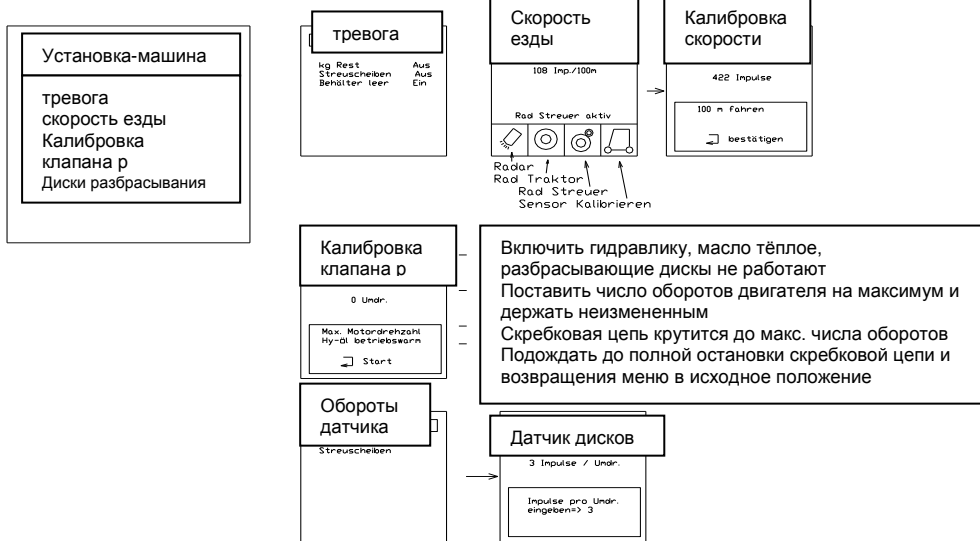 Установка-машина
тревога
скорость езды
Калибровка
клапана р
Диски разбрасывания
тревога
kg Rest Aus
Streuscheiben Aus
Behälter leer Ein
Скорость
езды
108 Imp./100m
Rad Streuer aktiv
Radar
Rad Traktor
Rad Streuer
Sensor Kalibrieren
Калибровка
скорости
422 Impulse
100 m fahren
bestätigen
Калибровка
клапана р
0 Umdr.
Max. Motordrehzahl
Hy-öl betriebswarm
Start
Включить гидравлику, масло тёплое,
разбрасывающие дискы не работают
Поставить число оборотов двигателя на максимум и
держать неизмененным
Скребковая цепь крутится до макс. числа оборотов
Подождать до полной остановки скребковой цепи и
возвращения меню в исходное положение
Обороты
датчика
Streuscheiben
Датчик дисков
3 Impulse / Umdr.
Impulse pro Umdr.
eingeben=> 3